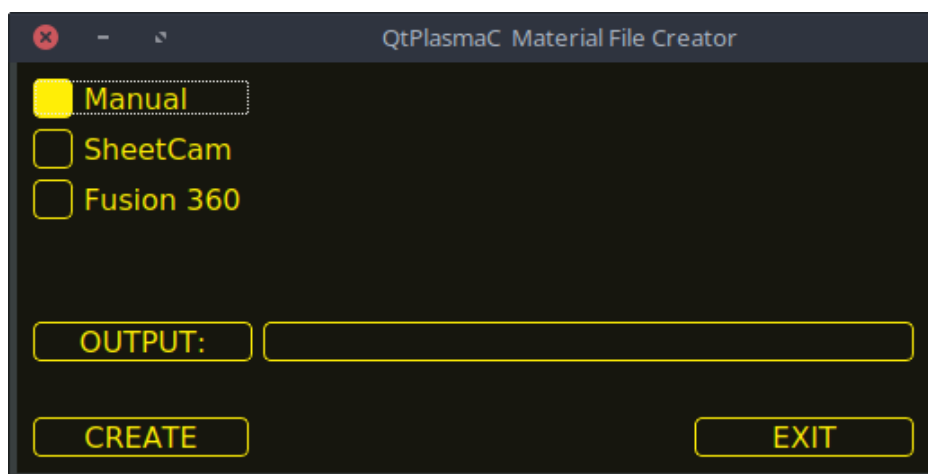 QtPlasmaC Material File Creator
Manual
SheetCam
Fusion 360
OUTPUT:
CREATE EXIT